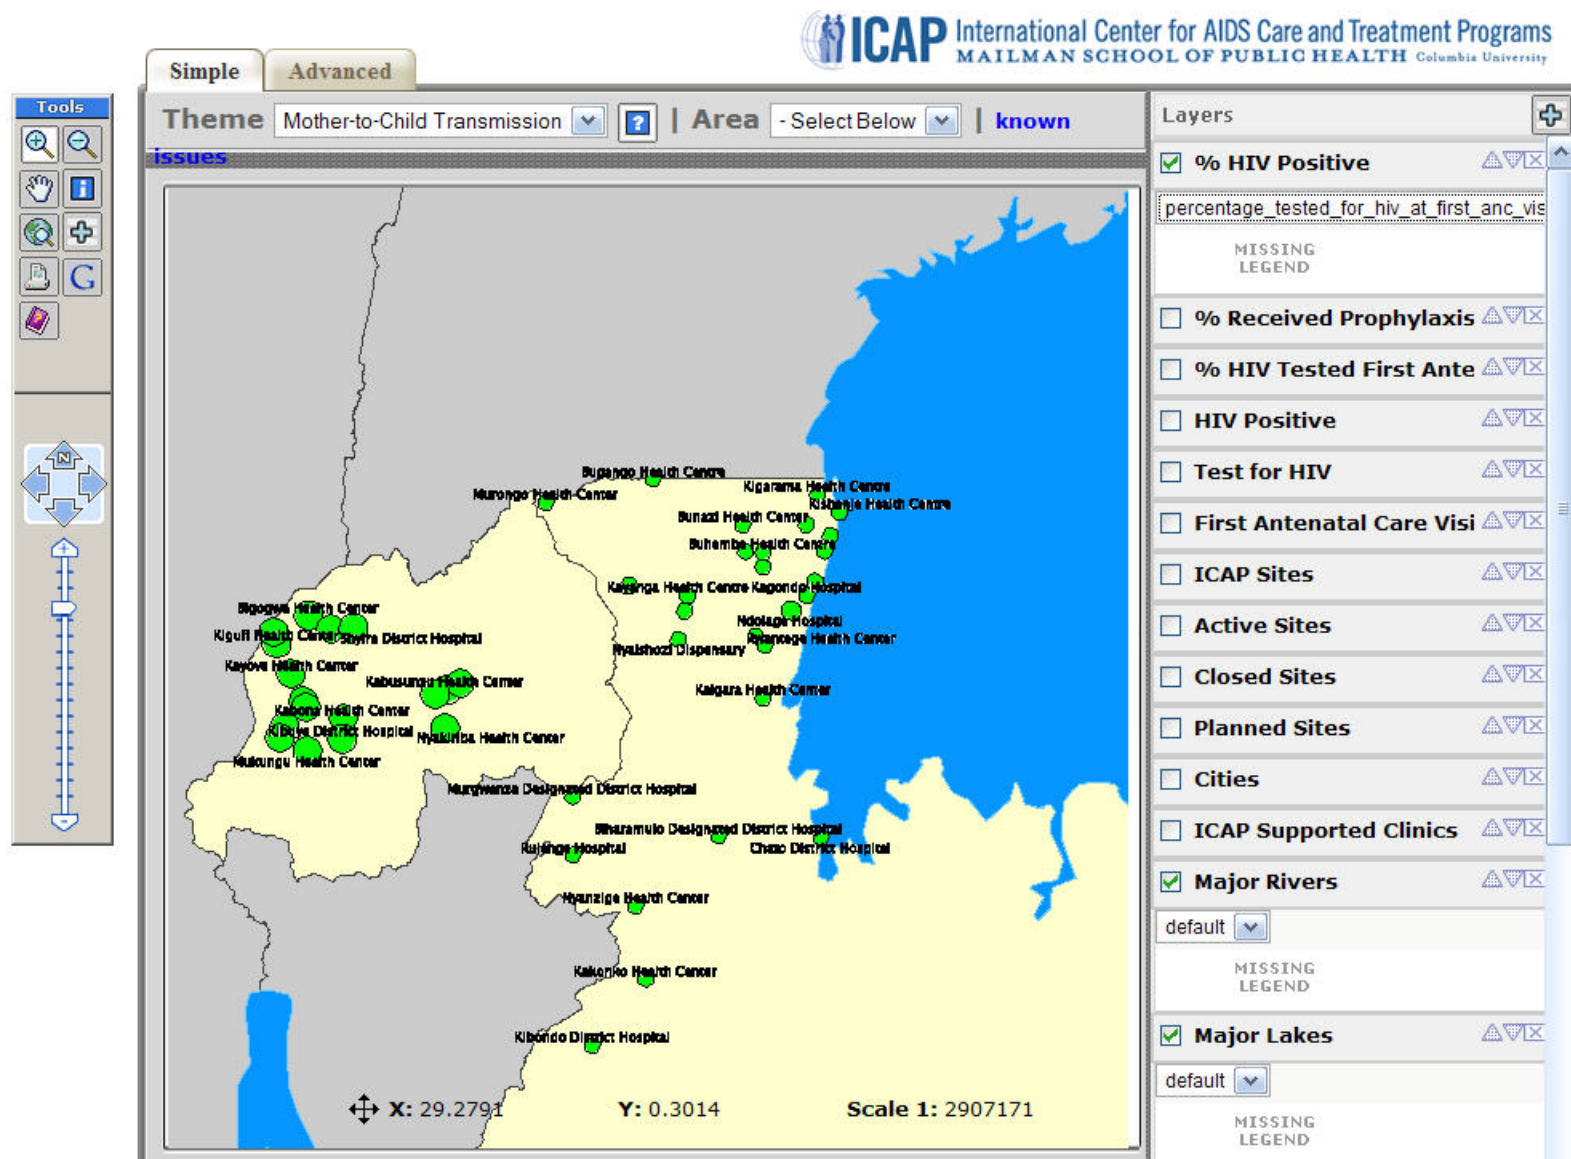 ICAP International Center for AIDS Care and Treatment Programs
MAILMAN SCHOOL OF PUBLIC HEALTH Columbia University
Simple Advanced
Tools
Theme Mother-to-Child Transmission ? | Area - Select Below | known
issues
i
G
?
N
+
-
Bugango Health Centre
Murongo Health Center
Kigarama Health Centre
Kishanje Health Centre
Bunazi Health Center
Buhembe Health Centre
Kayanga Health Centre Kagondo Hospital
Bigogwe Health Center
Ndolage Hospital
Kigufi Health Center Shyira District Hospital
Nyantege Health Center
Nyaishozi Dispensary
Kayove Health Center
Kabusunzu Health Center
Kaigara Health Center
Kabona Health Center
Kibuye District Hospital
Nyakiriba Health Center
Mukungu Health Center
Murgwanza Designated District Hospital
Biharamulo Designated District Hospital
Rulenge Hospital
Chato District Hospital
Nyanzige Health Center
Kakonko Health Center
Kibondo District Hospital
X: 29.2791 Y: 0.3014 Scale 1: 2907171
Layers
% HIV Positive
percentage_tested_for_hiv_at_first_anc_vis
MISSING
LEGEND
% Received Prophylaxis
% HIV Tested First Ante
HIV Positive
Test for HIV
First Antenatal Care Visi
ICAP Sites
Active Sites
Closed Sites
Planned Sites
Cities
ICAP Supported Clinics
Major Rivers
default
MISSING
LEGEND
Major Lakes
default
MISSING
LEGEND